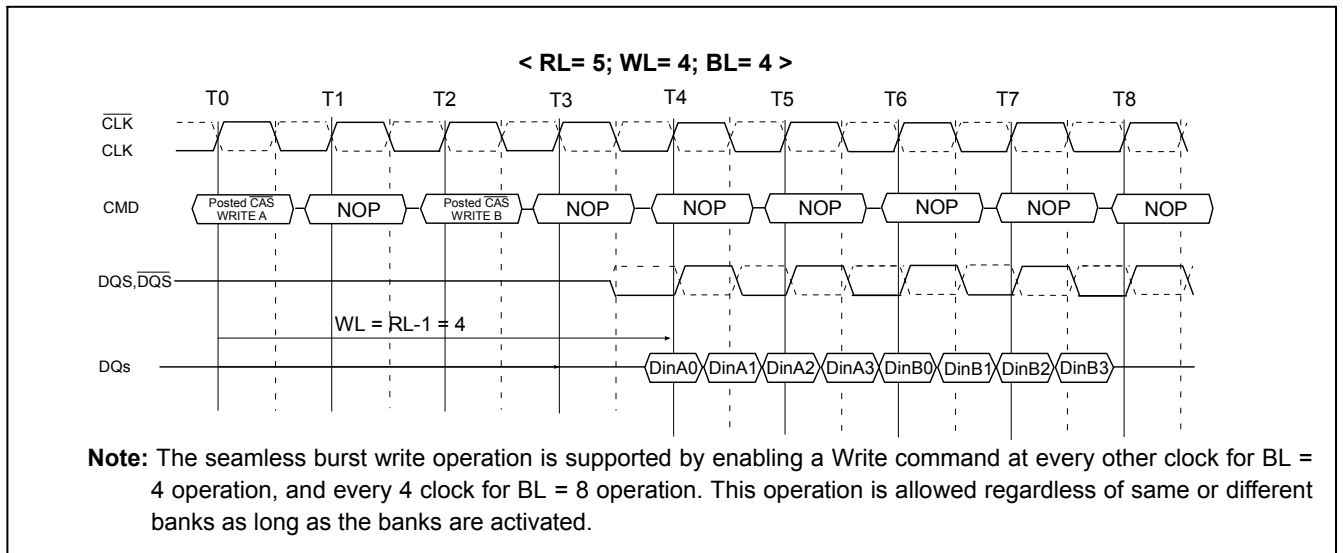 < RL= 5; WL= 4; BL= 4 >
T0 T1 T2 T3 T4 T5 T6 T7 T8
C̅L̅K̅
CLK
CMD
Posted C̅A̅S̅
WRITE A
NOP
Posted C̅A̅S̅
WRITE B
NOP
NOP
NOP
NOP
NOP
NOP
DQS,D̅Q̅S̅
WL = RL-1 = 4
DQs
DinA0 DinA1 DinA2 DinA3 DinB0 DinB1 DinB2 DinB3
Note: The seamless burst write operation is supported by enabling a Write command at every other clock for BL =
4 operation, and every 4 clock for BL = 8 operation. This operation is allowed regardless of same or different
banks as long as the banks are activated.